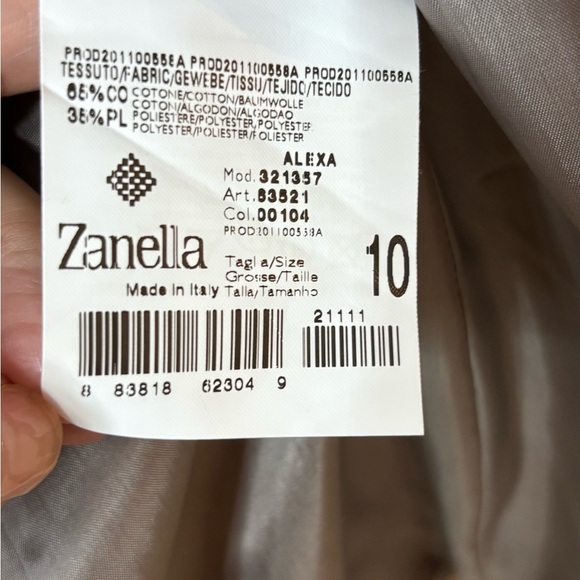 PROD201100558A PROD201100558A PROD201100558A
TESSUTO/FABRIC/GEWEBE/TISSU/TEJIDO/TECIDO
65%CO COTONE/COTTON/BAUMWOLLE
COTON/ALGODON/ALGODAO
35%PL POLIESTERE/POLYESTER,POLYESTER
POLYESTER/POLIESTER/POLIESTER
ALEXA
Mod.321357
Art.63521
Col.00104
PROD201100558A
Zanella
Taglia/Size
Grosse/Taille
Made in Italy Talla/Tamanho
10
21111
8 83818 62304 9